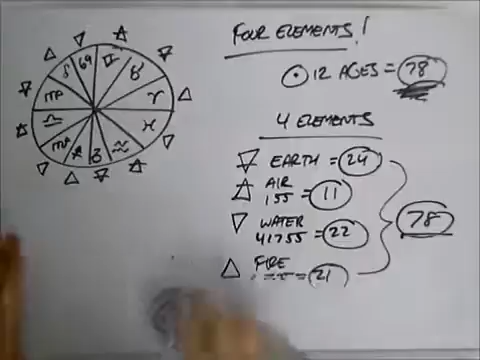 FOUR ELEMENTS!
⊙ 12 AGES = 78
4 ELEMENTS
EARTH = 24
AIR
155 = 11
WATER
41755 = 22
FIRE
= 21
78
♋ ♊ ♉ ♈ ♓ ♒ ♑ ♐ ♏ ♎ ♍ ♌